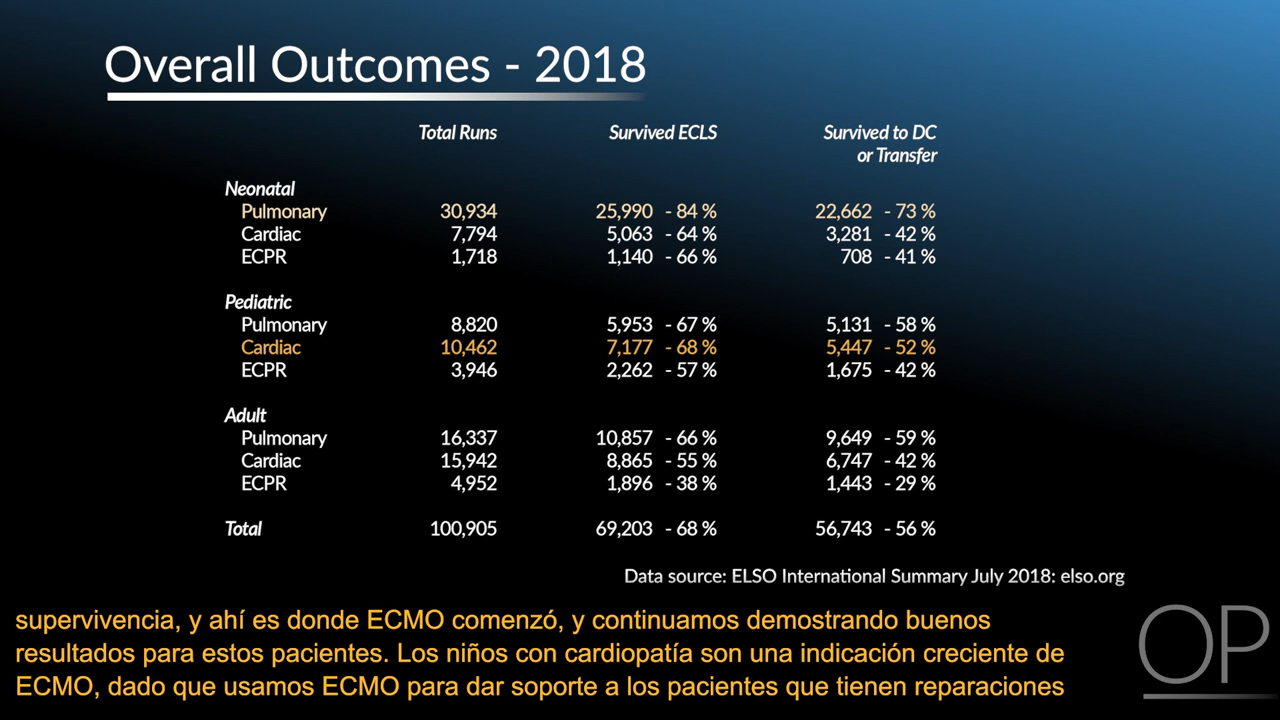 Overall Outcomes - 2018
Total Runs Survived ECLS Survived to DC
or Transfer
Neonatal
Pulmonary 30,934 25,990 - 84 % 22,662 - 73 %
Cardiac 7,794 5,063 - 64 % 3,281 - 42 %
ECPR 1,718 1,140 - 66 % 708 - 41 %
Pediatric
Pulmonary 8,820 5,953 - 67 % 5,131 - 58 %
Cardiac 10,462 7,177 - 68 % 5,447 - 52 %
ECPR 3,946 2,262 - 57 % 1,675 - 42 %
Adult
Pulmonary 16,337 10,857 - 66 % 9,649 - 59 %
Cardiac 15,942 8,865 - 55 % 6,747 - 42 %
ECPR 4,952 1,896 - 38 % 1,443 - 29 %
Total 100,905 69,203 - 68 % 56,743 - 56 %
Data source: ELSO International Summary July 2018: elso.org
supervivencia, y ahí es donde ECMO comenzó, y continuamos demostrando buenos
resultados para estos pacientes. Los niños con cardiopatía son una indicación creciente de
ECMO, dado que usamos ECMO para dar soporte a los pacientes que tienen reparaciones
OP